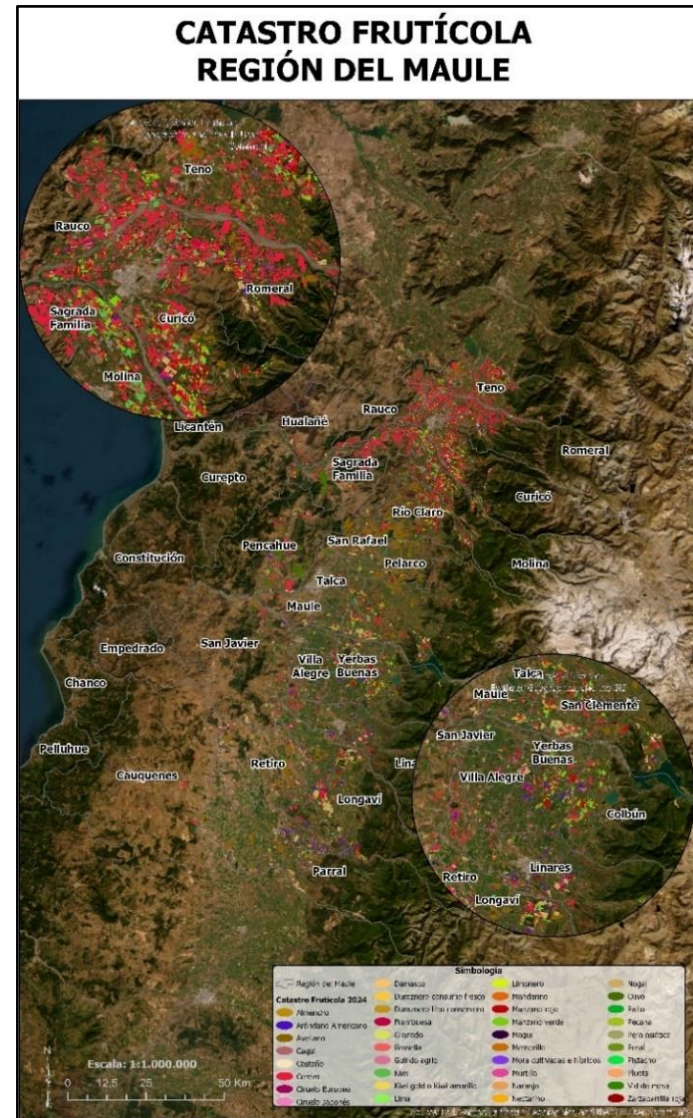 CATASTRO FRUTÍCOLA
REGIÓN DEL MAULE
Teno
Rauco
Romeral
Sagrada
Familia
Curicó
Molina
Teno
Rauco
Licantén
Hualañé
Romeral
Sagrada
Familia
Curepto
Curicó
Río Claro
Constitución
Pencahue
San Rafael
Pelarco
Molina
Talca
Maule
Empedrado
San Javier
Villa
Alegre
Yerbas
Buenas
Chanco
Pelluhue
Cauquenes
Retiro
Longaví
Parral
Talca
Maule
San Clemente
San Javier
Yerbas
Buenas
Villa Alegre
Colbún
Linares
Retiro
Longaví
Simbología
Región del Maule
Catastro Frutícola 2024
Almendro
Arándano Americano
Avellano
Caqui
Castaño
Cerezo
Ciruelo Europeo
Ciruelo Japonés
Damasco
Duraznero consumo fresco
Duraznero tipo conservero
Frambuesa
Granado
Grosella
Guindo agrio
Kiwi
Kiwi gold o Kiwi amarillo
Lima
Limonero
Mandarino
Manzano rojo
Manzano verde
Maqui
Membrillo
Mora cultivadas e híbridos
Murtilla
Naranjo
Nectarino
Nogal
Olivo
Palto
Pecana
Pera asiática
Peral
Pistacho
Pluots
Vid de mesa
Zarzaparrilla roja
N
Escala: 1:1.000.000
0 12,5 25 50 Km